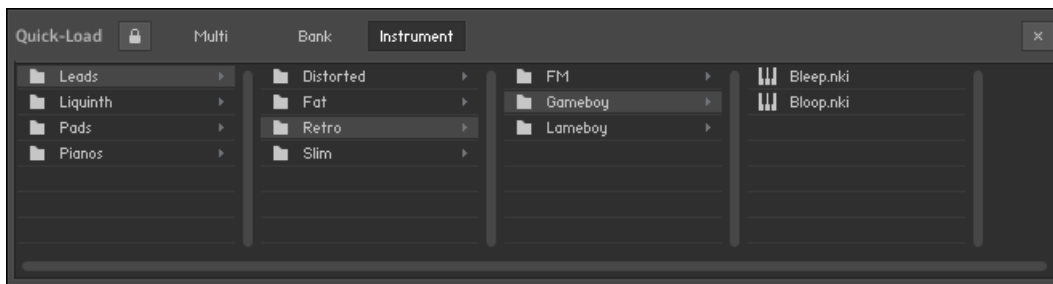 Quick-Load Multi Bank Instrument
Leads Distorted FM Bleep.nki
Liquinth Fat Gameboy Bloop.nki
Pads Retro Lameboy
Pianos Slim